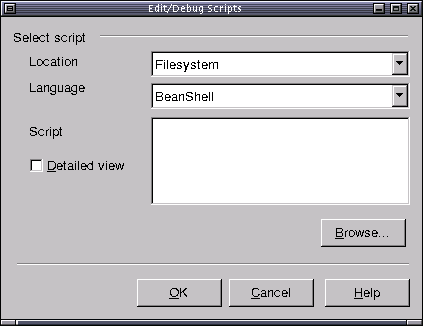 Edit/Debug Scripts
Select script
Location Filesystem
Language BeanShell
Script
Detailed view
Browse...
OK Cancel Help